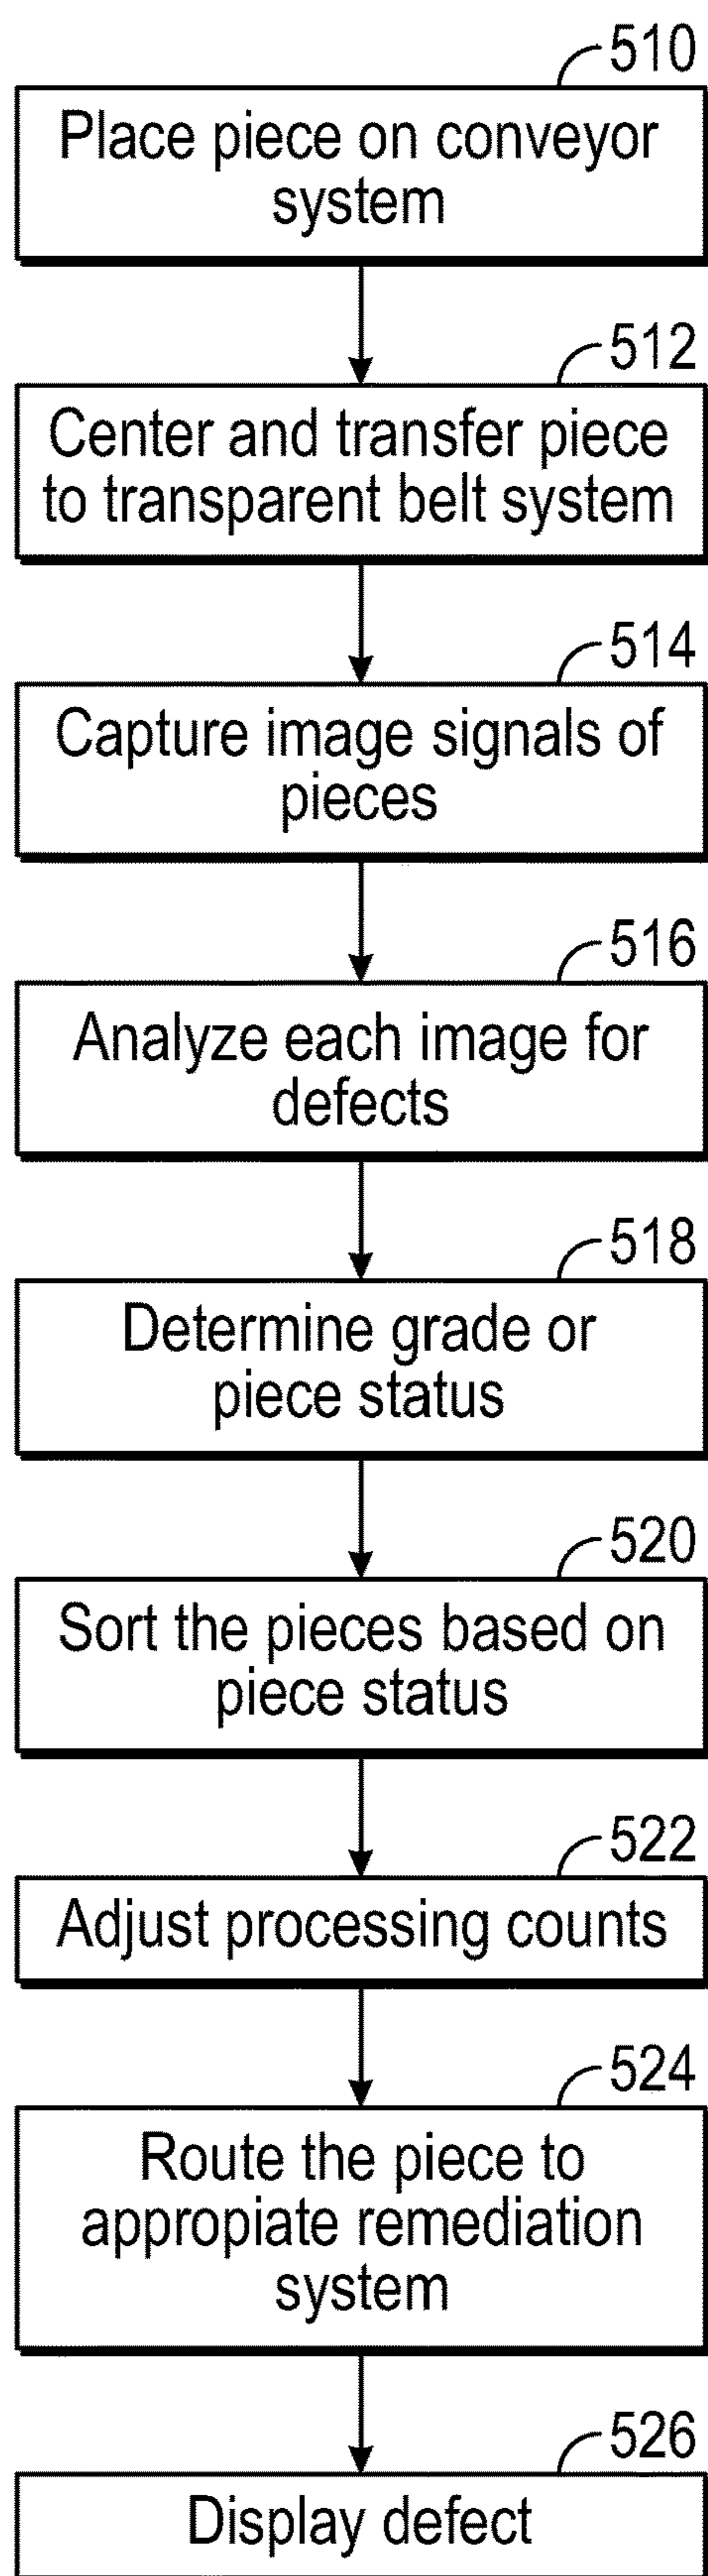 510
Place piece on conveyor
system
512
Center and transfer piece
to transparent belt system
514
Capture image signals of
pieces
516
Analyze each image for
defects
518
Determine grade or
piece status
520
Sort the pieces based on
piece status
522
Adjust processing counts
524
Route the piece to
appropiate remediation
system
526
Display defect